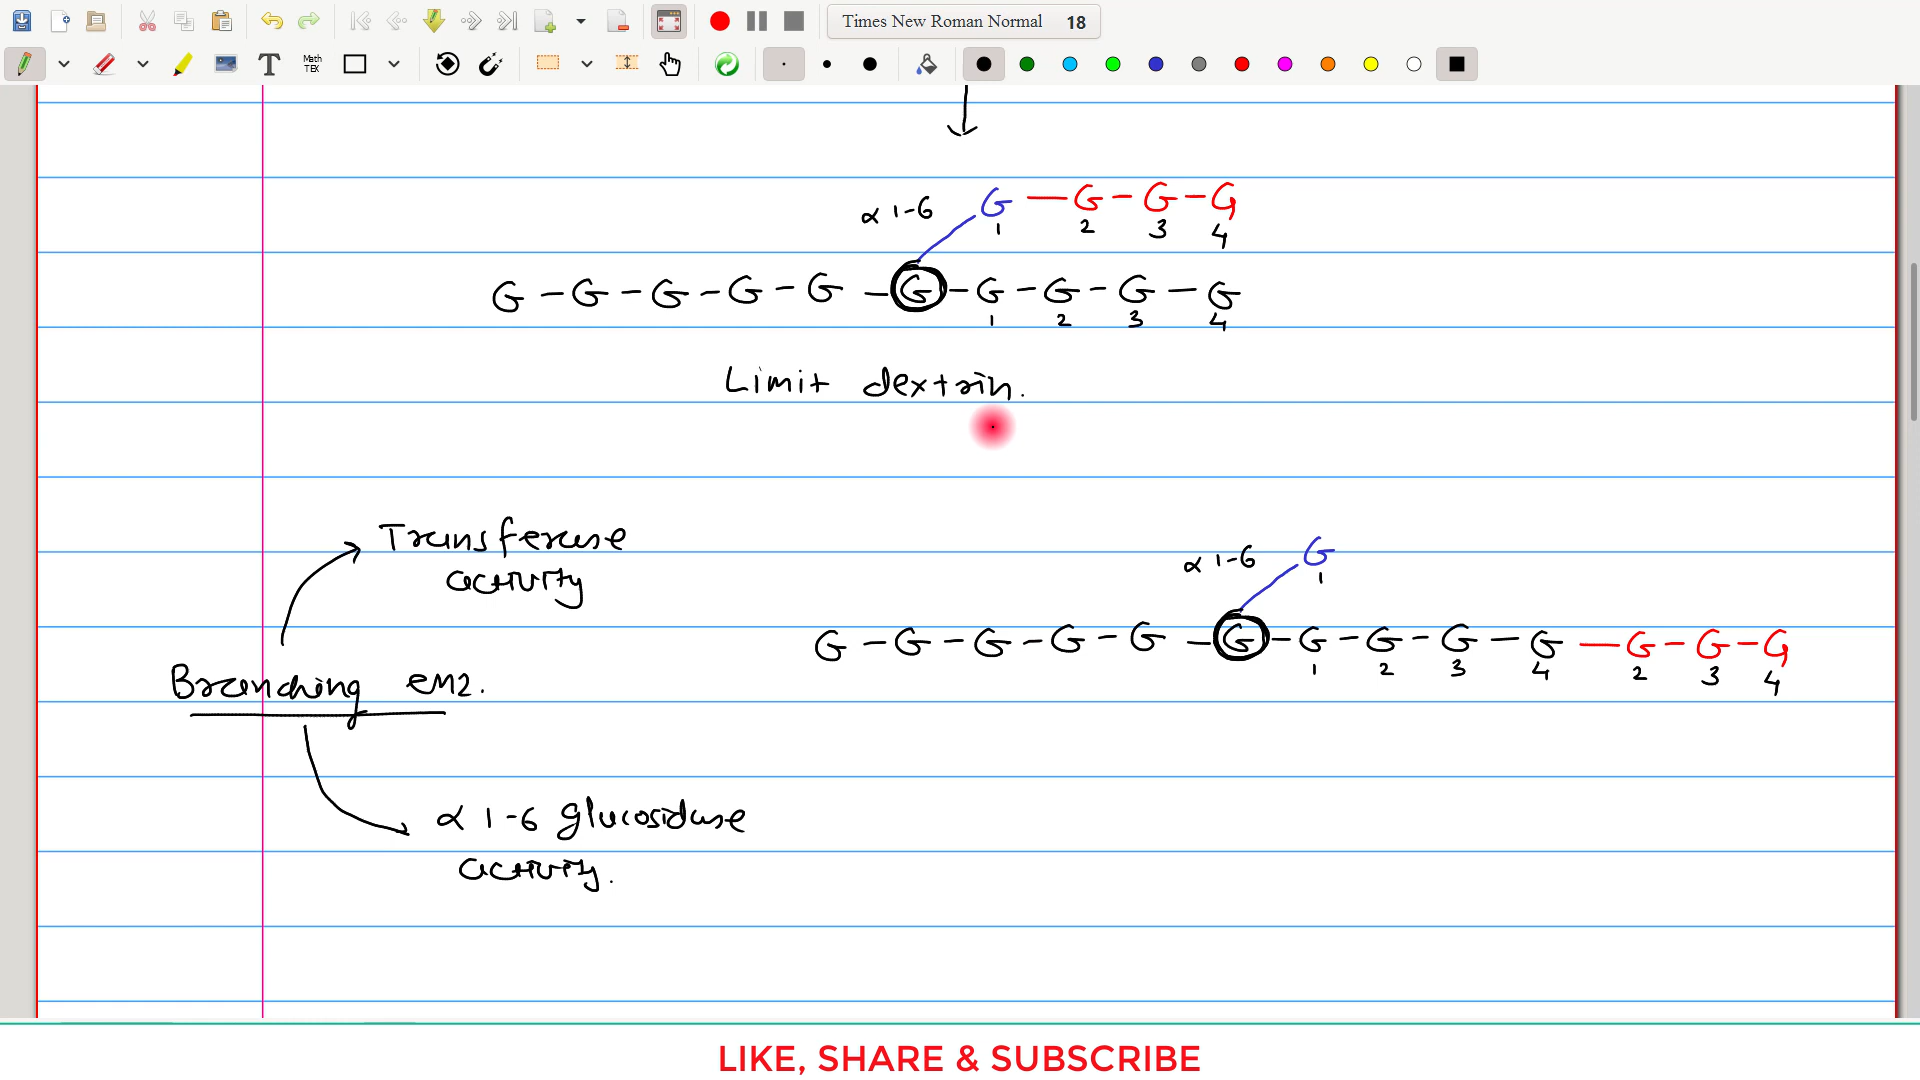 Times New Roman Normal 18
Math
TEX
α 1-6 G — G - G - G
1 2 3 4
G - G - G - G - G - G - G - G - G - G
1 2 3 4
Limit dextrin.
Transferase
activity
α 1-6 G
1
G - G - G - G - G - G - G - G - G - G — G - G - G
1 2 3 4 2 3 4
Branching enz.
α 1-6 glucosidase
activity.
LIKE, SHARE & SUBSCRIBE